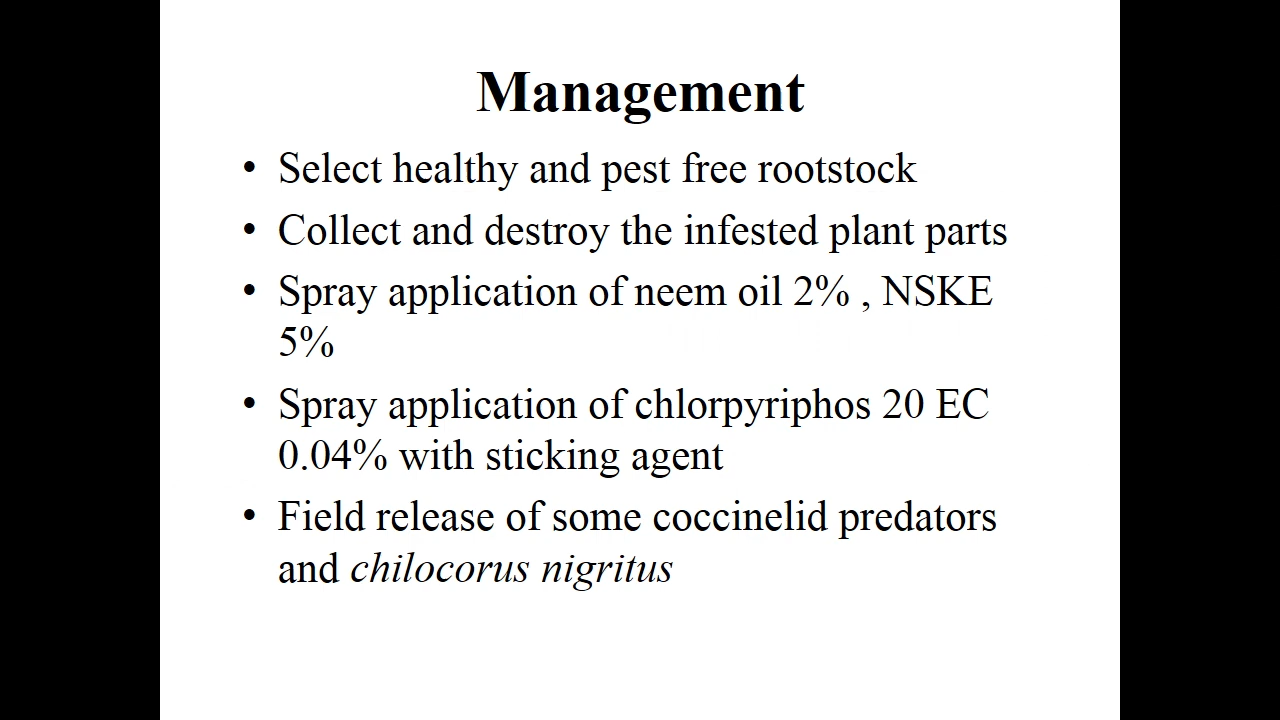 Management
• Select healthy and pest free rootstock
• Collect and destroy the infested plant parts
• Spray application of neem oil 2% , NSKE
5%
• Spray application of chlorpyriphos 20 EC
0.04% with sticking agent
• Field release of some coccinelid predators
and chilocorus nigritus